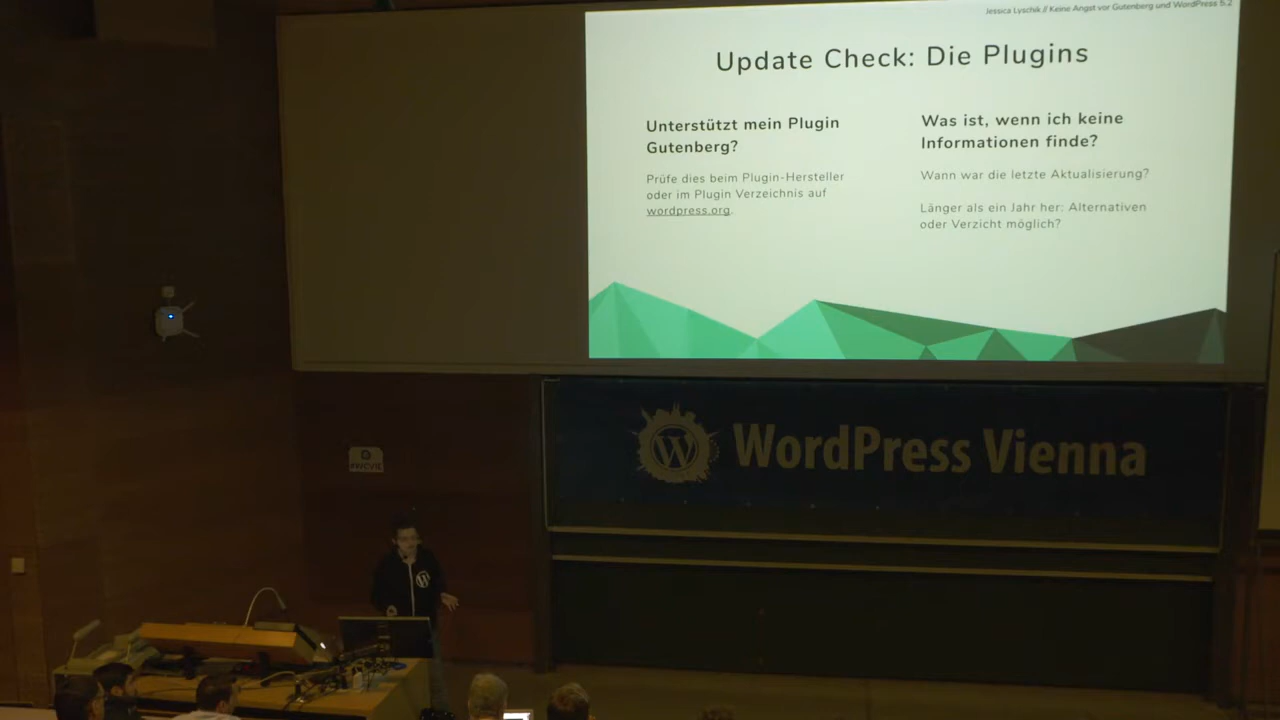 Jessica Lyschik // Keine Angst vor Gutenberg und WordPress 5.2
Update Check: Die Plugins
Unterstützt mein Plugin
Gutenberg?
Prüfe dies beim Plugin-Hersteller
oder im Plugin Verzeichnis auf
wordpress.org.
Was ist, wenn ich keine
Informationen finde?
Wann war die letzte Aktualisierung?
Länger als ein Jahr her: Alternativen
oder Verzicht möglich?
WordPress Vienna
#WCVIE